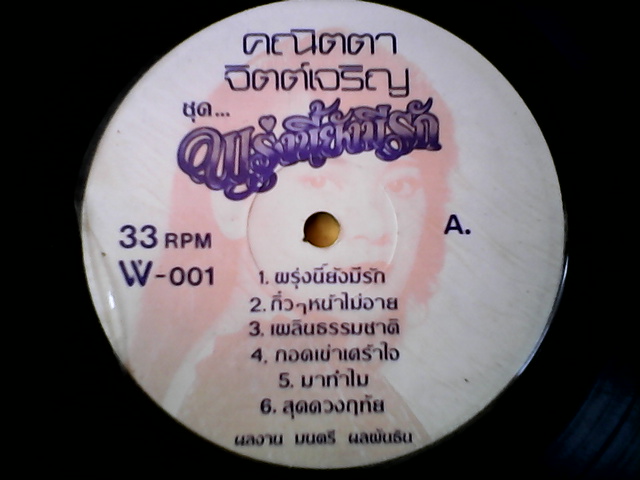 คณิตตา
จิตต์เจริญ
ชุด...
พรุ่งนี้ยังมีรัก
33 RPM
A.
W-001
1. พรุ่งนี้ยังมีรัก
2. กิ๋วๆหน้าไม่อาย
3. เพลินธรรมชาติ
4. กอดเข่าเศร้าใจ
5. มาทำไม
6. สุดดวงฤทัย
ผลงาน มนตรี ผลพันธิน